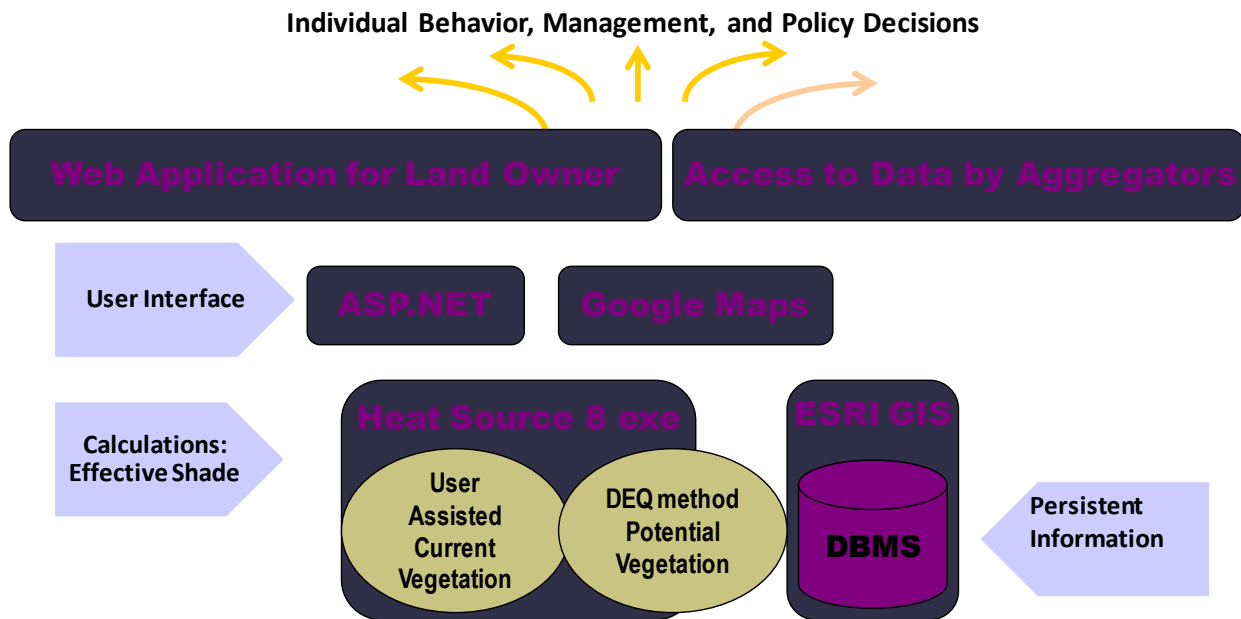 Individual Behavior, Management, and Policy Decisions
Web Application for Land Owner
Access to Data by Aggregators
User Interface
ASP.NET
Google Maps
Calculations:
Effective Shade
Heat Source 8 exe
User
Assisted
Current
Vegetation
DEQ method
Potential
Vegetation
ESRI GIS
DBMS
Persistent
Information